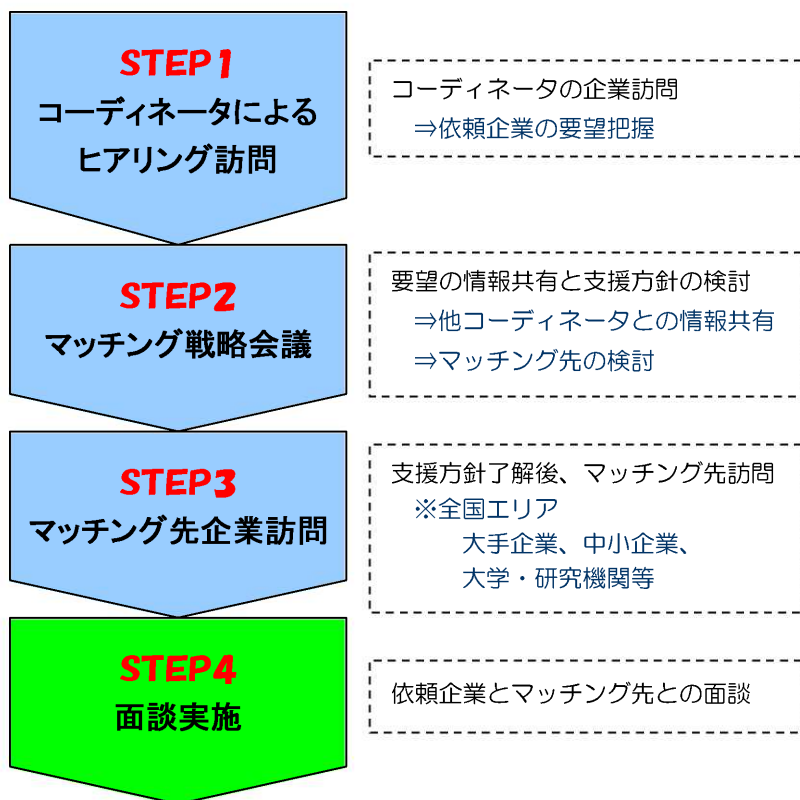 STEP1
コーディネータによる
ヒアリング訪問
コーディネータの企業訪問
⇒依頼企業の要望把握
STEP2
マッチング戦略会議
要望の情報共有と支援方針の検討
⇒他コーディネータとの情報共有
⇒マッチング先の検討
STEP3
マッチング先企業訪問
支援方針了解後、マッチング先訪問
※全国エリア
大手企業、中小企業、
大学・研究機関等
STEP4
面談実施
依頼企業とマッチング先との面談